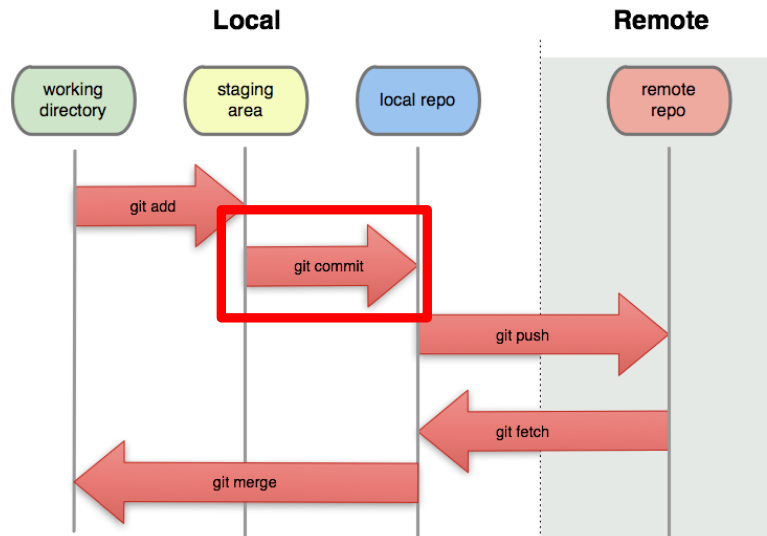 Local
Remote
working
directory
staging
area
local repo
remote
repo
git add
git commit
git push
git fetch
git merge